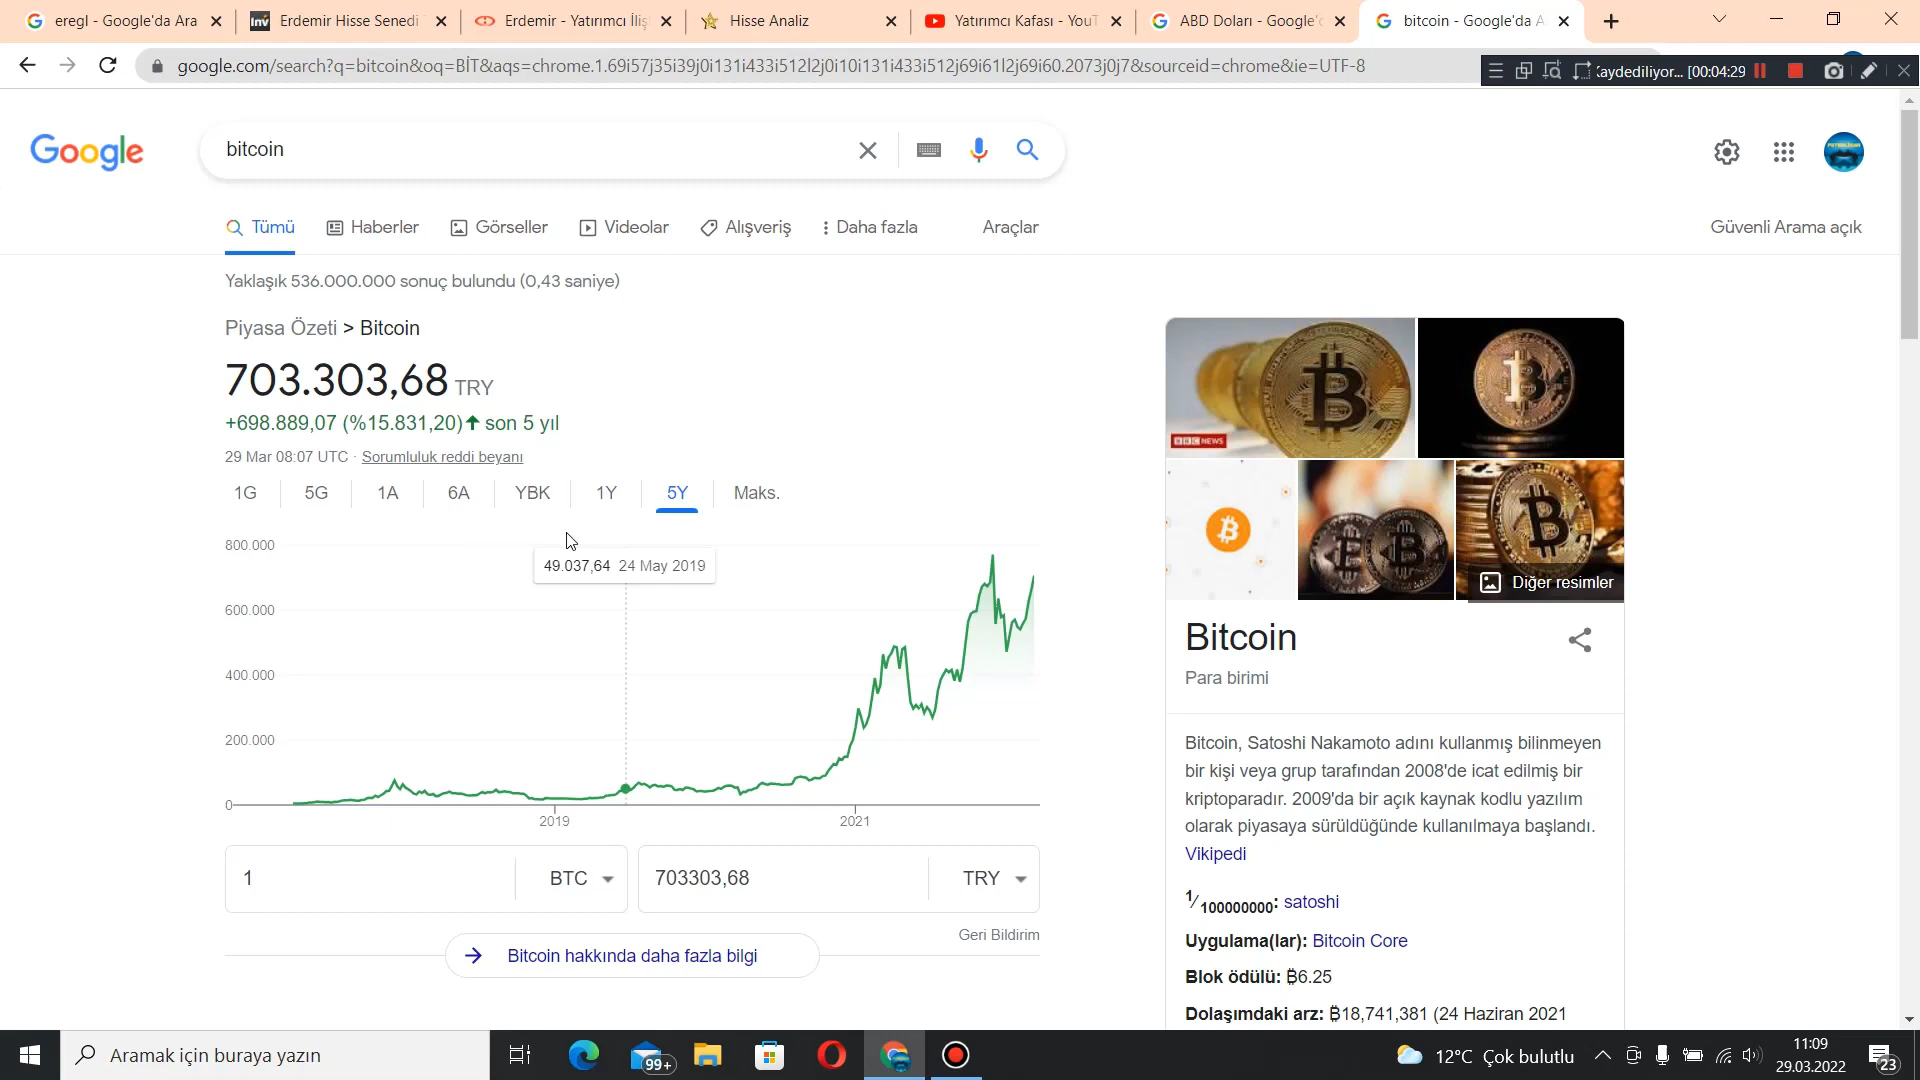 eregl - Google'da Ara
Erdemir Hisse Senedi
Erdemir - Yatırımcı İliş
Hisse Analiz
Yatırımcı Kafası - YouT
ABD Doları - Google'
bitcoin - Google'da A
google.com/search?q=bitcoin&oq=BİT&aqs=chrome.1.69i57j35i39j0i131i433i512l2j0i10i131i433i512j69i61l2j69i60.2073j0j7&sourceid=chrome&ie=UTF-8
Kaydediliyor... [00:04:29]
Google
bitcoin
Tümü
Haberler
Görseller
Videolar
Alışveriş
Daha fazla
Araçlar
Güvenli Arama açık
Yaklaşık 536.000.000 sonuç bulundu (0,43 saniye)
Piyasa Özeti > Bitcoin
703.303,68 TRY
+698.889,07 (%15.831,20) son 5 yıl
29 Mar 08:07 UTC · Sorumluluk reddi beyanı
1G 5G 1A 6A YBK 1Y 5Y Maks.
49.037,64 24 May 2019
800.000
600.000
400.000
200.000
0
2019 2021
1 BTC
703303,68 TRY
Geri Bildirim
Bitcoin hakkında daha fazla bilgi
BBC NEWS
Diğer resimler
Bitcoin
Para birimi
Bitcoin, Satoshi Nakamoto adını kullanmış bilinmeyen
bir kişi veya grup tarafından 2008'de icat edilmiş bir
kriptoparadır. 2009'da bir açık kaynak kodlu yazılım
olarak piyasaya sürüldüğünde kullanılmaya başlandı.
Vikipedi
1/100000000: satoshi
Uygulama(lar): Bitcoin Core
Blok ödülü: ₿6.25
Dolaşımdaki arz: ₿18,741,381 (24 Haziran 2021
Aramak için buraya yazın
99+
12°C Çok bulutlu
11:09
29.03.2022
23